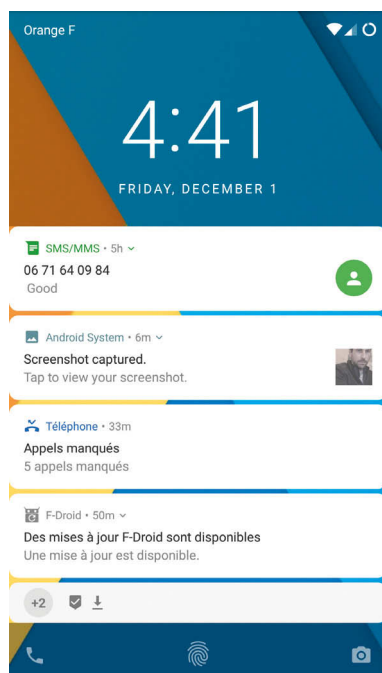 Orange F
4:41
FRIDAY, DECEMBER 1
SMS/MMS • 5h
06 71 64 09 84
Good
Android System • 6m
Screenshot captured.
Tap to view your screenshot.
Téléphone • 33m
Appels manqués
5 appels manqués
F-Droid • 50m
Des mises à jour F-Droid sont disponibles
Une mise à jour est disponible.
+2